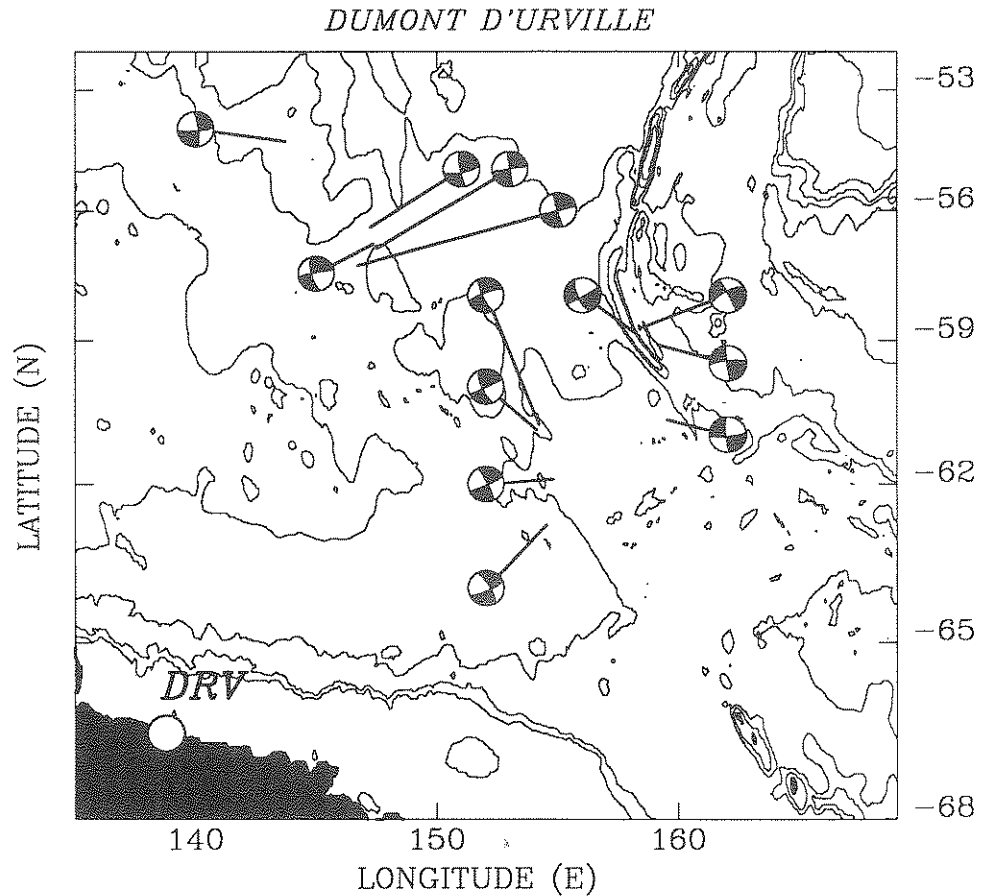 DUMONT D'URVILLE
-53
-56
-59
-62
-65
-68
LATITUDE (N)
DRV
140 150 160
LONGITUDE (E)